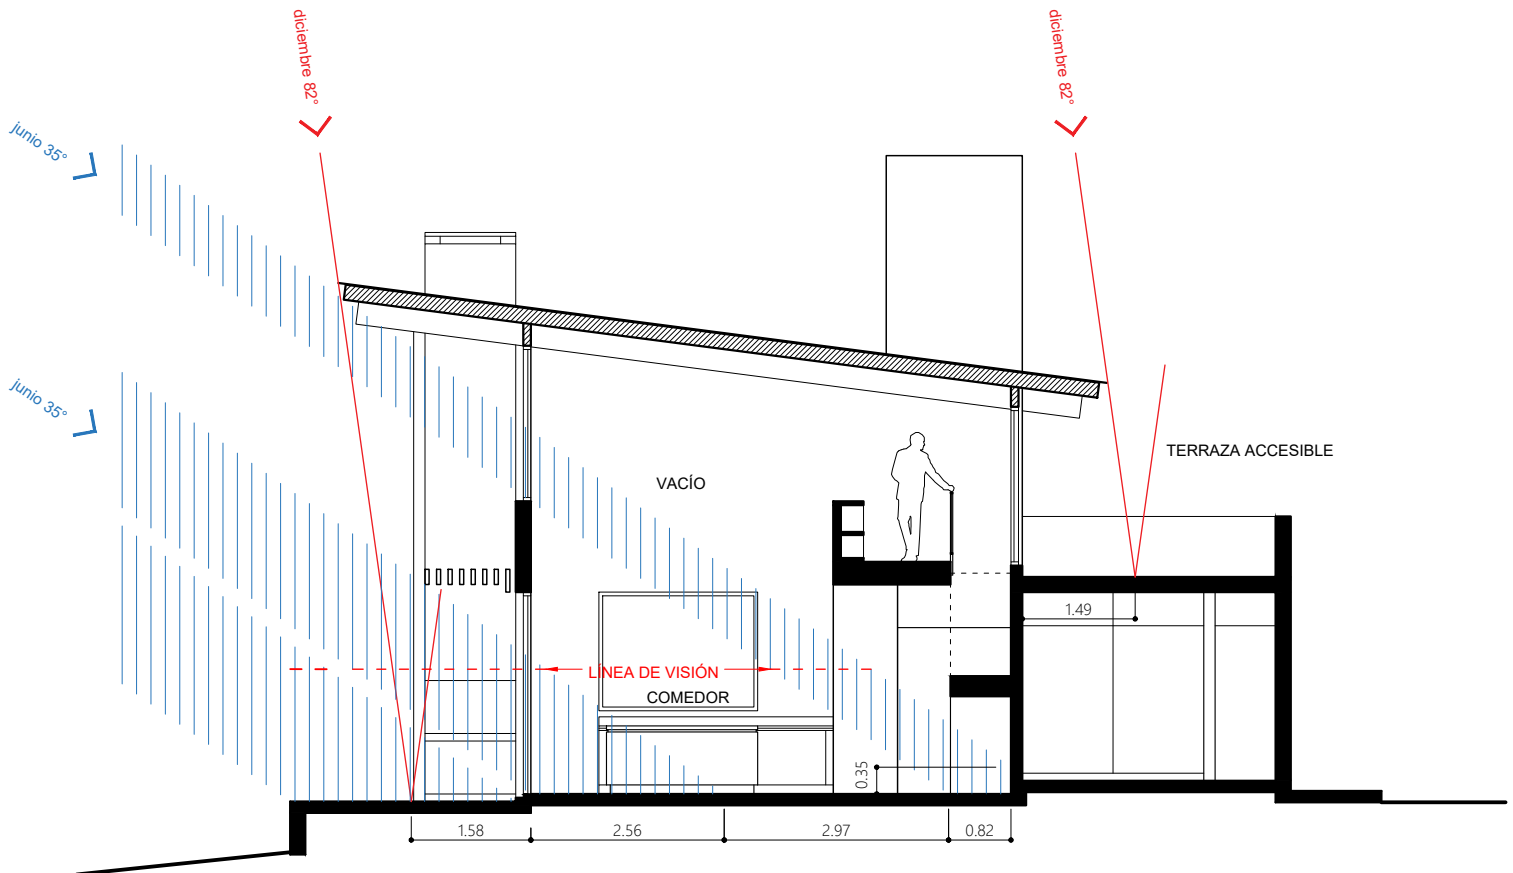 diciembre 82°
diciembre 82°
junio 35°
junio 35°
TERRAZA ACCESIBLE
VACÍO
1.49
LÍNEA DE VISIÓN
COMEDOR
0.35
1.58
2.56
2.97
0.82